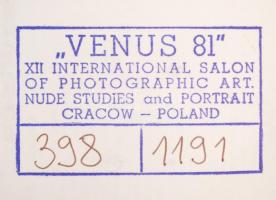 „VENUS 81"
XII INTERNATIONAL SALON
OF PHOTOGRAPHIC ART.
NUDE STUDiES and PORTRAIT
CRACOW – POLAND
398 1191